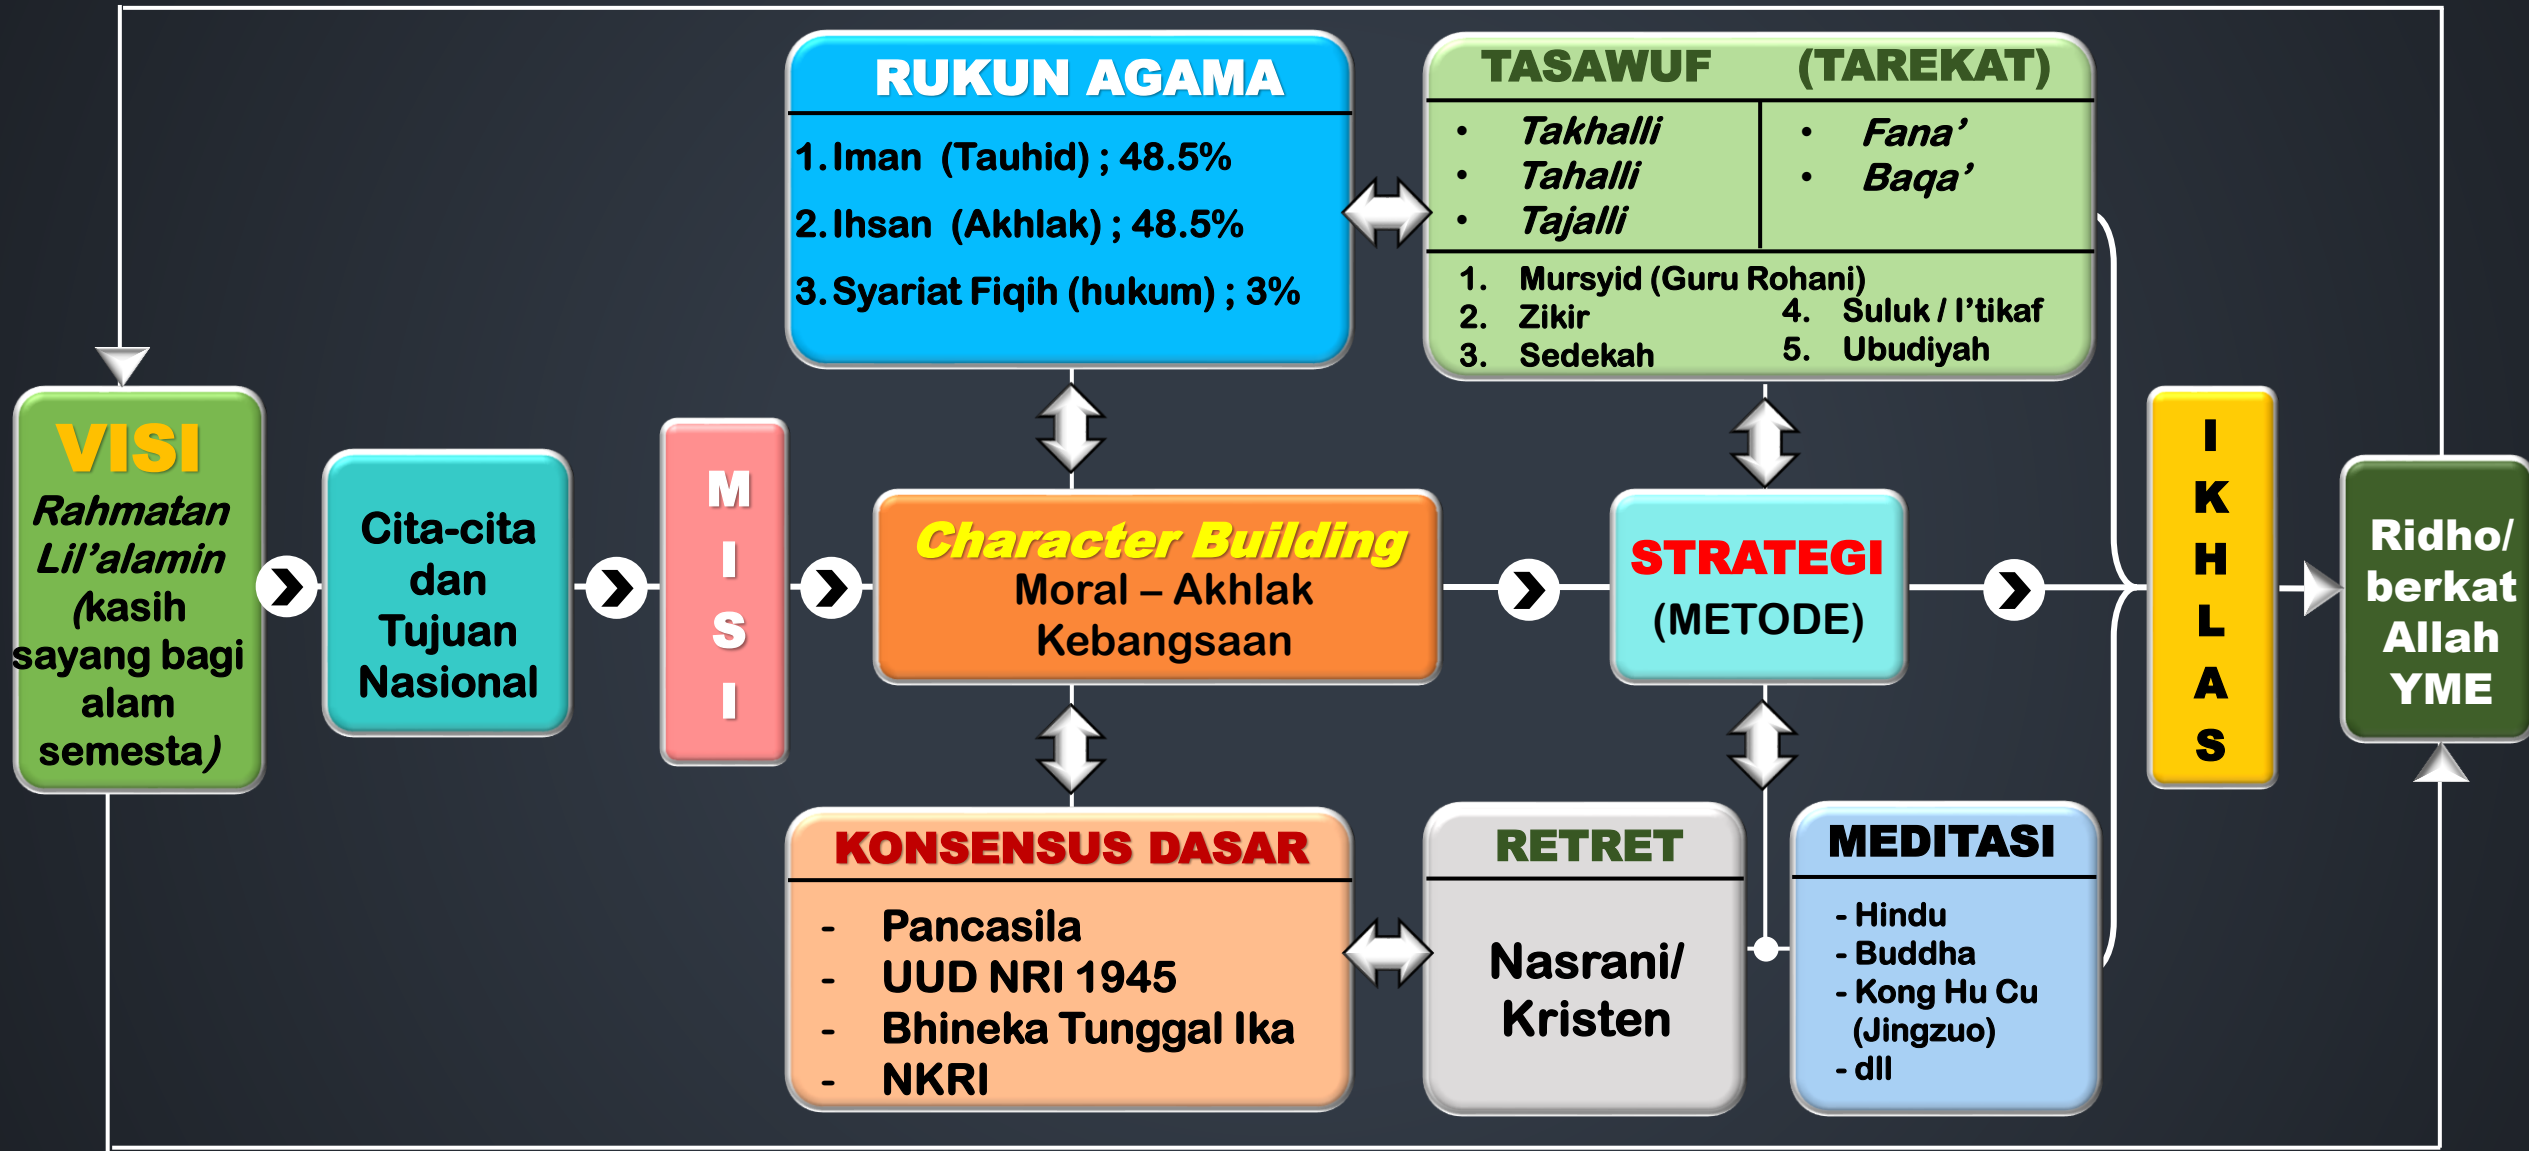 RUKUN AGAMA
1. Iman (Tauhid) ; 48.5%
2. Ihsan (Akhlak) ; 48.5%
3. Syariat Fiqih (hukum) ; 3%
TASAWUF (TAREKAT)
• Takhalli
• Tahalli
• Tajalli
• Fana’
• Baqa’
1. Mursyid (Guru Rohani)
2. Zikir
3. Sedekah
4. Suluk / I’tikaf
5. Ubudiyah
VISI
Rahmatan
Lil’alamin
(kasih
sayang bagi
alam
semesta)
Cita-cita
dan
Tujuan
Nasional
M
I
S
I
Character Building
Moral – Akhlak
Kebangsaan
STRATEGI
(METODE)
I
K
H
L
A
S
Ridho/
berkat
Allah
YME
KONSENSUS DASAR
- Pancasila
- UUD NRI 1945
- Bhineka Tunggal Ika
- NKRI
RETRET
Nasrani/
Kristen
MEDITASI
- Hindu
- Buddha
- Kong Hu Cu
(Jingzuo)
- dll